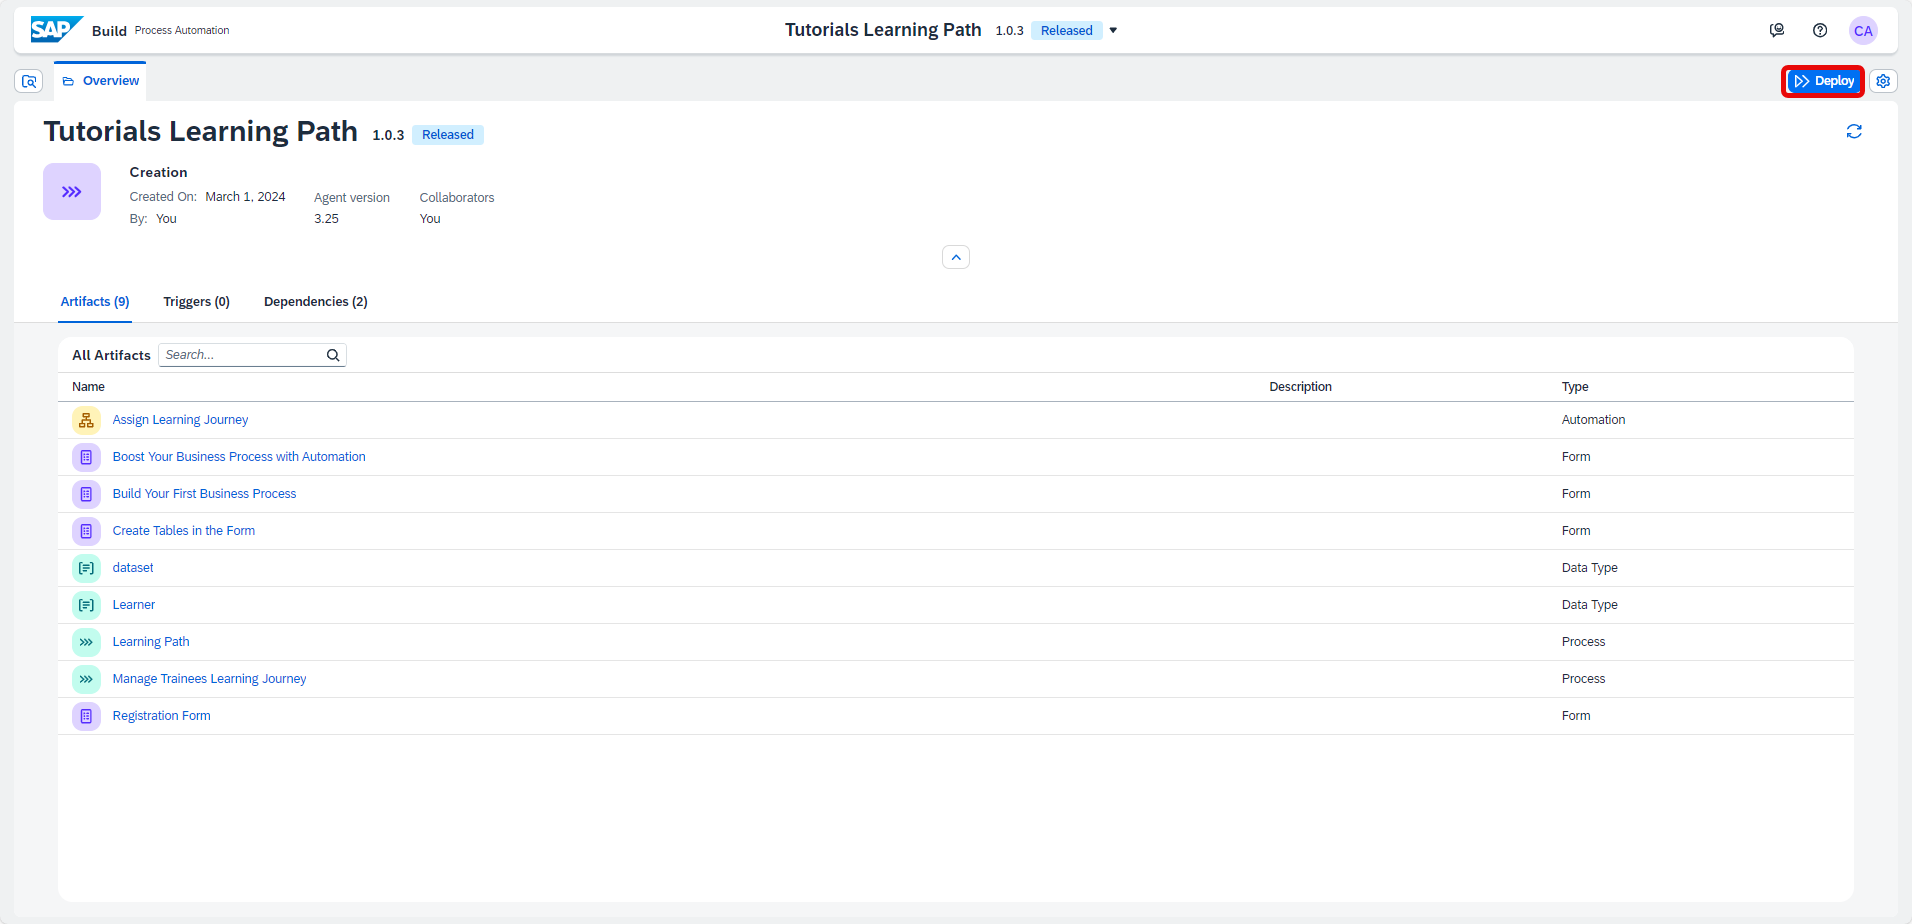 SAP Build Process Automation
Tutorials Learning Path 1.0.3 Released
CA
Overview
Deploy
Tutorials Learning Path 1.0.3 Released
Creation
Created On: March 1, 2024
By: You
Agent version
3.25
Collaborators
You
Artifacts (9) Triggers (0) Dependencies (2)
All Artifacts Search...
Name Description Type
Assign Learning Journey Automation
Boost Your Business Process with Automation Form
Build Your First Business Process Form
Create Tables in the Form Form
dataset Data Type
Learner Data Type
Learning Path Process
Manage Trainees Learning Journey Process
Registration Form Form